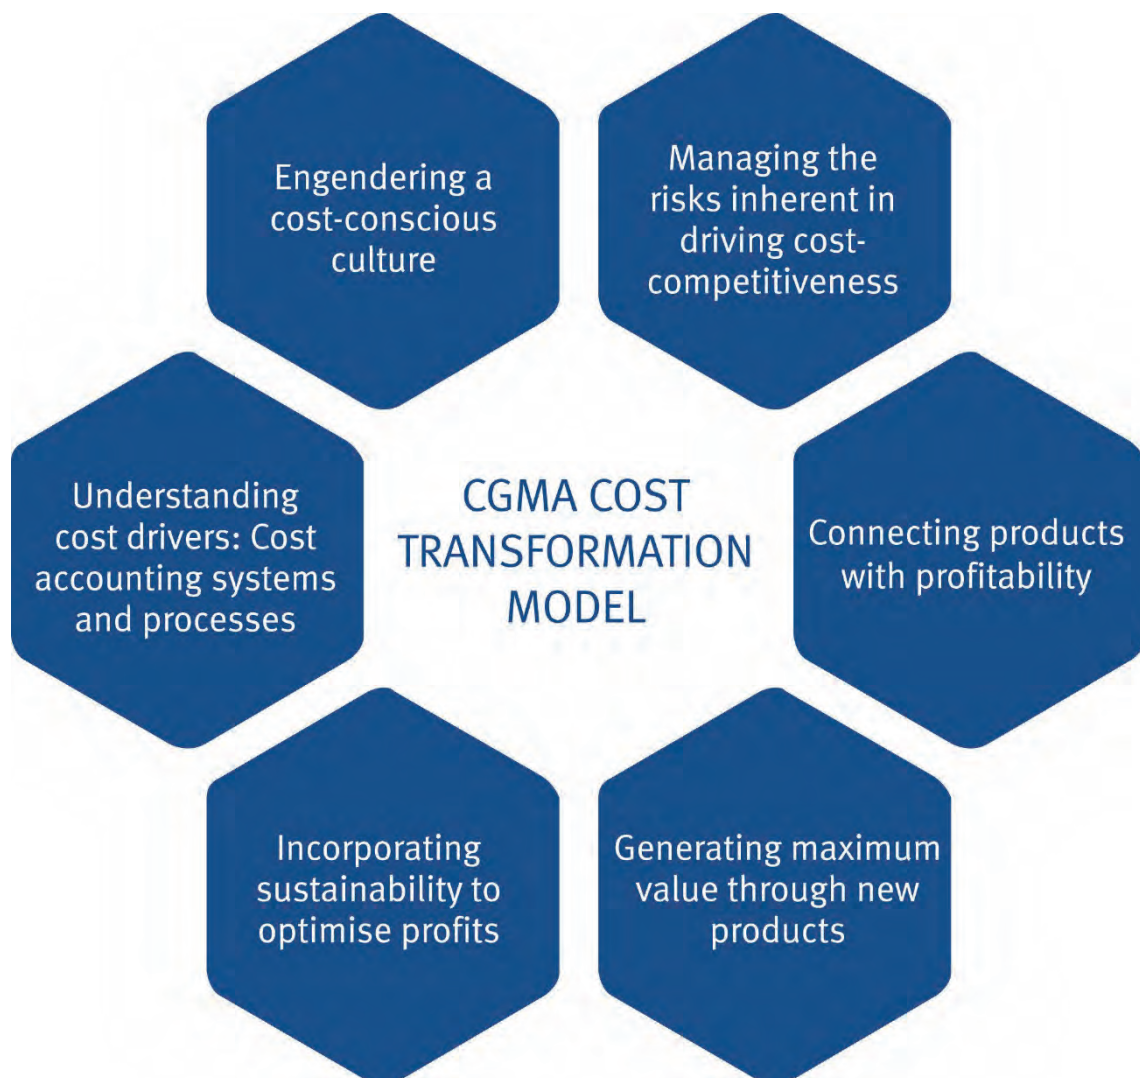 Engendering a
cost-conscious
culture
Managing the
risks inherent in
driving cost-
competitiveness
Understanding
cost drivers: Cost
accounting systems
and processes
CGMA COST
TRANSFORMATION
MODEL
Connecting products
with profitability
Incorporating
sustainability to
optimise profits
Generating maximum
value through new
products